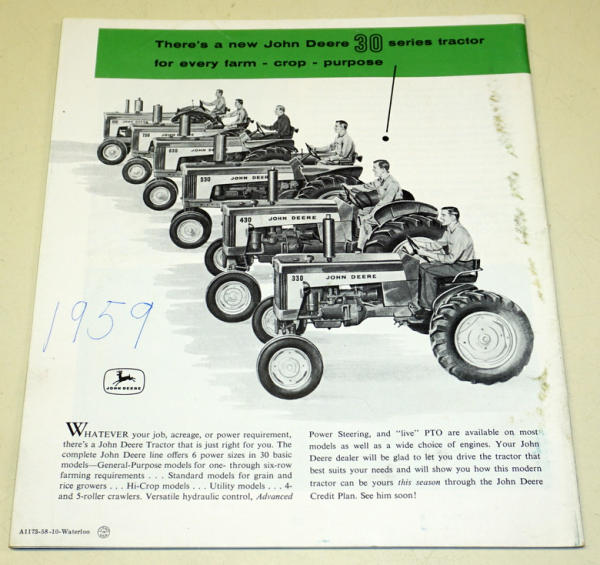 There's a new John Deere 30 series tractor
for every farm - crop - purpose
730
630
530 JOHN DEERE
430 JOHN DEERE
330 JOHN DEERE
1959
JOHN DEERE
WHATEVER your job, acreage, or power requirement,
there's a John Deere Tractor that is just right for you. The
complete John Deere line offers 6 power sizes in 30 basic
models—General-Purpose models for one- through six-row
farming requirements . . . Standard models for grain and
rice growers . . . Hi-Crop models . . . Utility models . . . 4-
and 5-roller crawlers. Versatile hydraulic control, Advanced
Power Steering, and "live" PTO are available on most
models as well as a wide choice of engines. Your John
Deere dealer will be glad to let you drive the tractor that
best suits your needs and will show you how this modern
tractor can be yours this season through the John Deere
Credit Plan. See him soon!
A1173-58-10-Waterloo